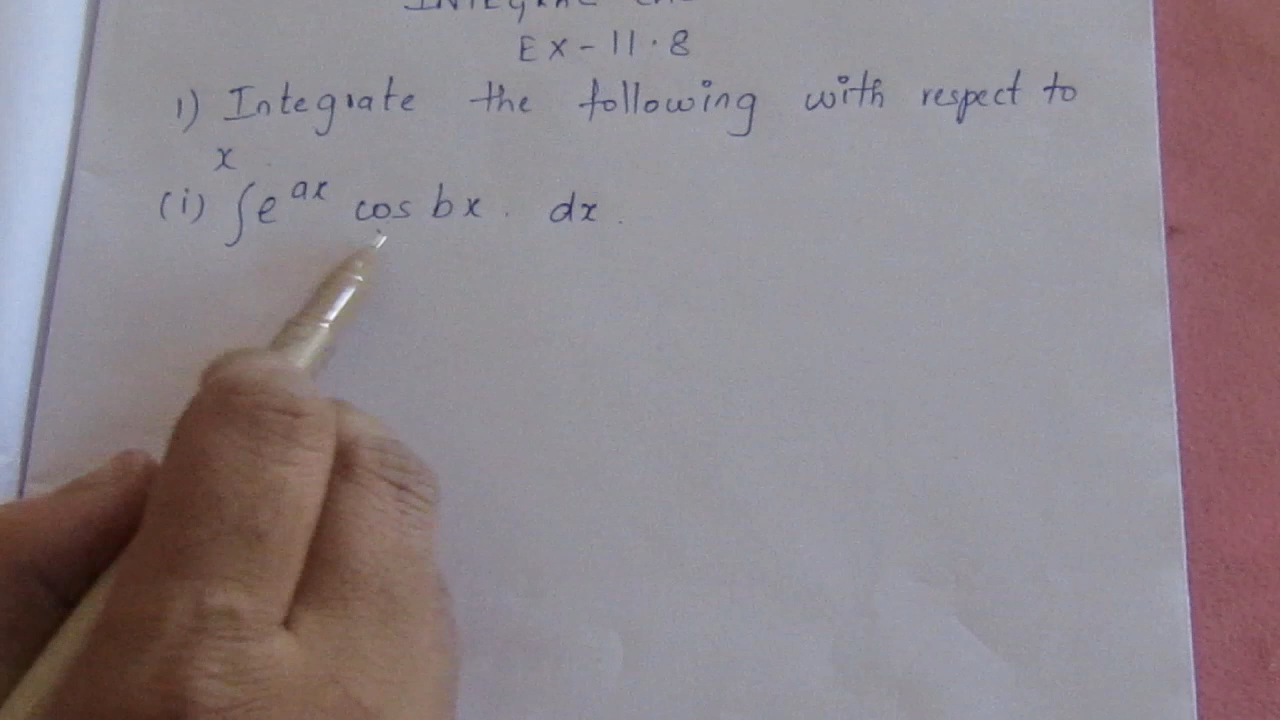 EX-11.8
1) Integrate the following with respect to
x.
(i) ∫e^ax cos bx. dx.